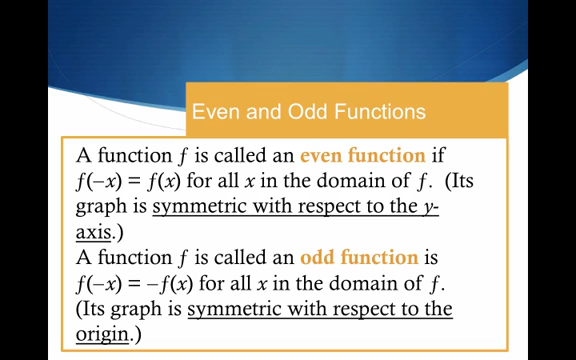 Even and Odd Functions
A function f is called an even function if
f(–x) = f(x) for all x in the domain of f. (Its
graph is symmetric with respect to the y-
axis.)
A function f is called an odd function is
f(–x) = –f(x) for all x in the domain of f.
(Its graph is symmetric with respect to the
origin.)